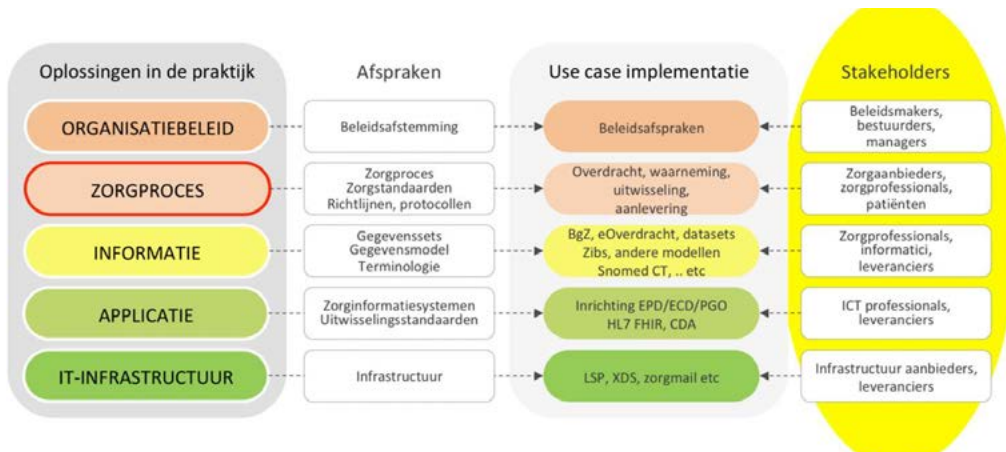 Oplossingen in de praktijk
Afspraken
Use case implementatie
Stakeholders
ORGANISATIEBELEID
Beleidsafstemming
Beleidsafspraken
Beleidsmakers,
bestuurders,
managers
ZORGPROCES
Zorgproces
Zorgstandaarden
Richtlijnen, protocollen
Overdracht, waarneming,
uitwisseling,
aanlevering
Zorgaanbieders,
zorgprofessionals,
patiënten
INFORMATIE
Gegevenssets
Gegevensmodel
Terminologie
BgZ, eOverdracht, datasets
Zibs, andere modellen
Snomed CT, .. etc
Zorgprofessionals,
informatici,
leveranciers
APPLICATIE
Zorginformatiesystemen
Uitwisselingsstandaarden
Inrichting EPD/ECD/PGO
HL7 FHIR, CDA
ICT professionals,
leveranciers
IT-INFRASTRUCTUUR
Infrastructuur
LSP, XDS, zorgmail etc
Infrastructuur aanbieders,
leveranciers